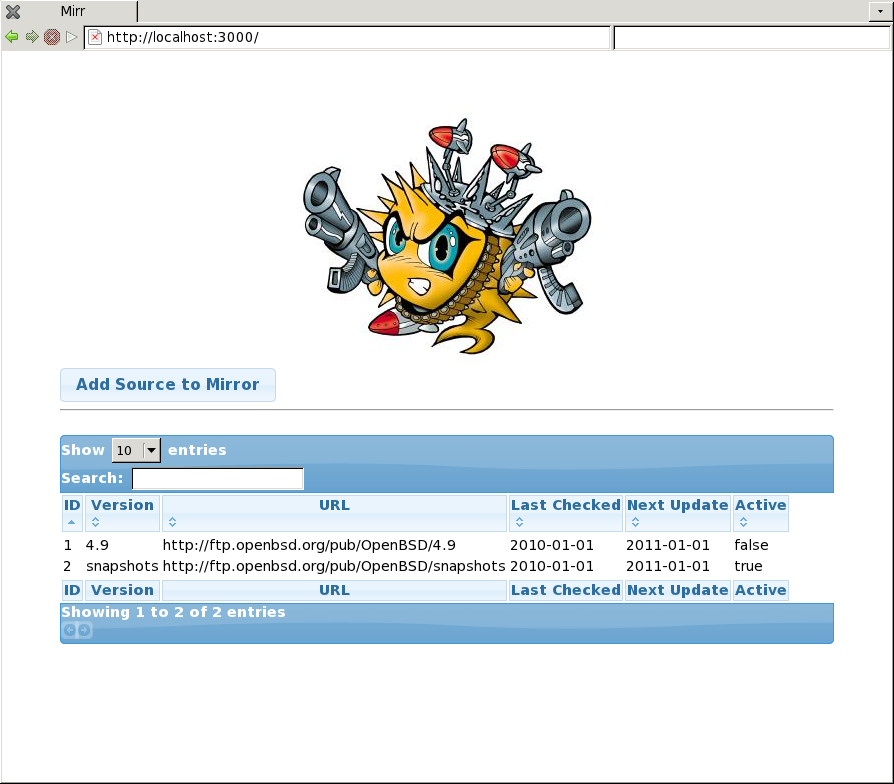 Mirr
http://localhost:3000/
Add Source to Mirror
Show 10 entries
Search:
ID Version URL Last Checked Next Update Active
1 4.9 http://ftp.openbsd.org/pub/OpenBSD/4.9 2010-01-01 2011-01-01 false
2 snapshots http://ftp.openbsd.org/pub/OpenBSD/snapshots 2010-01-01 2011-01-01 true
ID Version URL Last Checked Next Update Active
Showing 1 to 2 of 2 entries